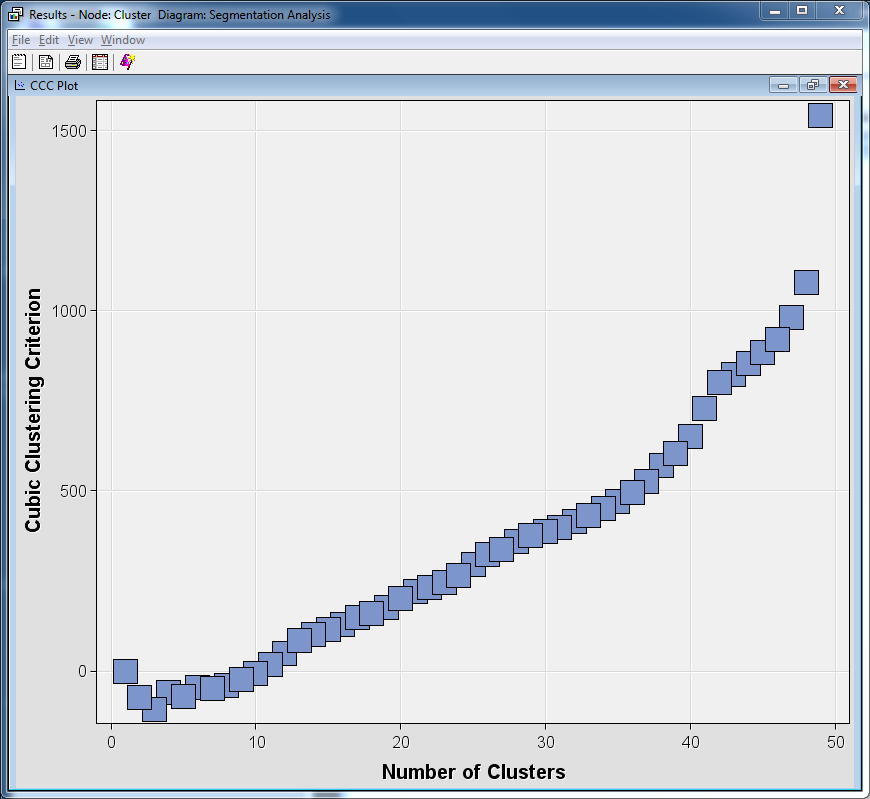 Results - Node: Cluster  Diagram: Segmentation Analysis
File Edit View Window
CCC Plot
1500
1000
500
0
Cubic Clustering Criterion
0 10 20 30 40 50
Number of Clusters